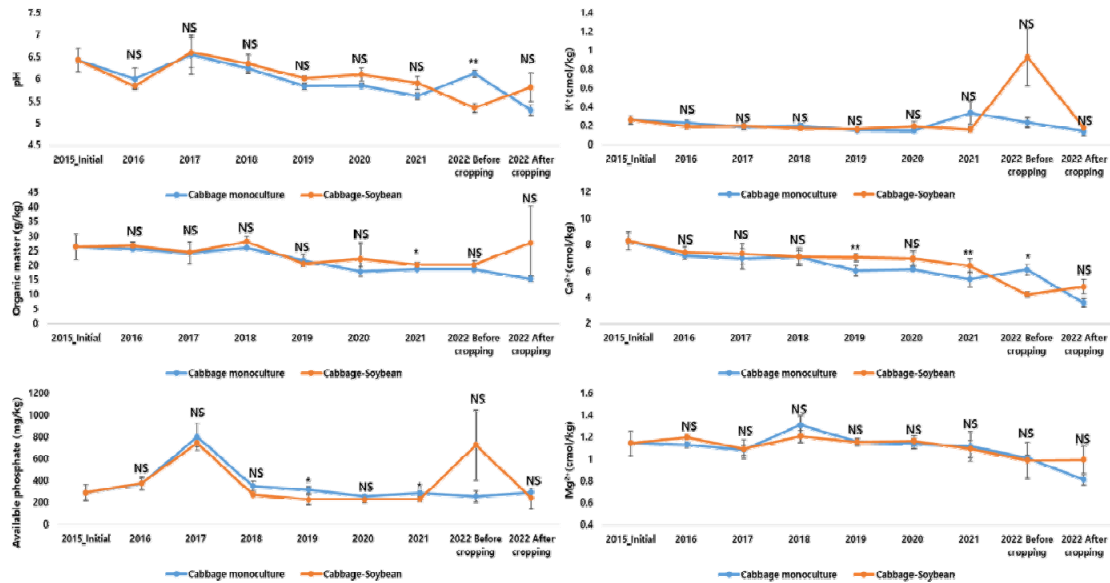 6.5
7.5
7
6
5.5
5
4.5
pH
NS
NS
NS
NS
NS
NS
**
NS
2015_Initial
2016
2017
2018
2019
2020
2021
2022 Before cropping
2022 After cropping
Cabbage monoculture
Cabbage-Soybean
1.4
1.2
1
0.8
0.6
0.4
0.2
0
K⁺ (cmol/kg)
NS
NS
NS
NS
NS
NS
NS
NS
2015_Initial
2016
2017
2018
2019
2020
2021
2022 Before cropping
2022 After cropping
Cabbage monoculture
Cabbage-Soybean
45
40
35
30
25
20
15
10
5
0
Organic matter (g/kg)
NS
NS
NS
NS
NS
*
NS
NS
2015_Initial
2016
2017
2018
2019
2020
2021
2022 Before cropping
2022 After cropping
Cabbage monoculture
Cabbage-Soybean
12
10
8
6
4
2
Ca²⁺ (cmol/kg)
NS
NS
NS
**
NS
**
*
NS
2015_Initial
2016
2017
2018
2019
2020
2021
2022 Before cropping
2022 After cropping
Cabbage monoculture
Cabbage-Soybean
1200
1000
800
600
400
200
0
Available phosphate (mg/kg)
NS
NS
NS
*
NS
*
NS
NS
2015_Initial
2016
2017
2018
2019
2020
2021
2022 Before cropping
2022 After cropping
Cabbage monoculture
Cabbage-Soybean
1.6
1.4
1.2
1
0.8
0.6
0.4
Mg²⁺ (cmol/kg)
NS
NS
NS
NS
NS
NS
NS
NS
2015_Initial
2016
2017
2018
2019
2020
2021
2022 Before cropping
2022 After cropping
Cabbage monoculture
Cabbage-Soybean